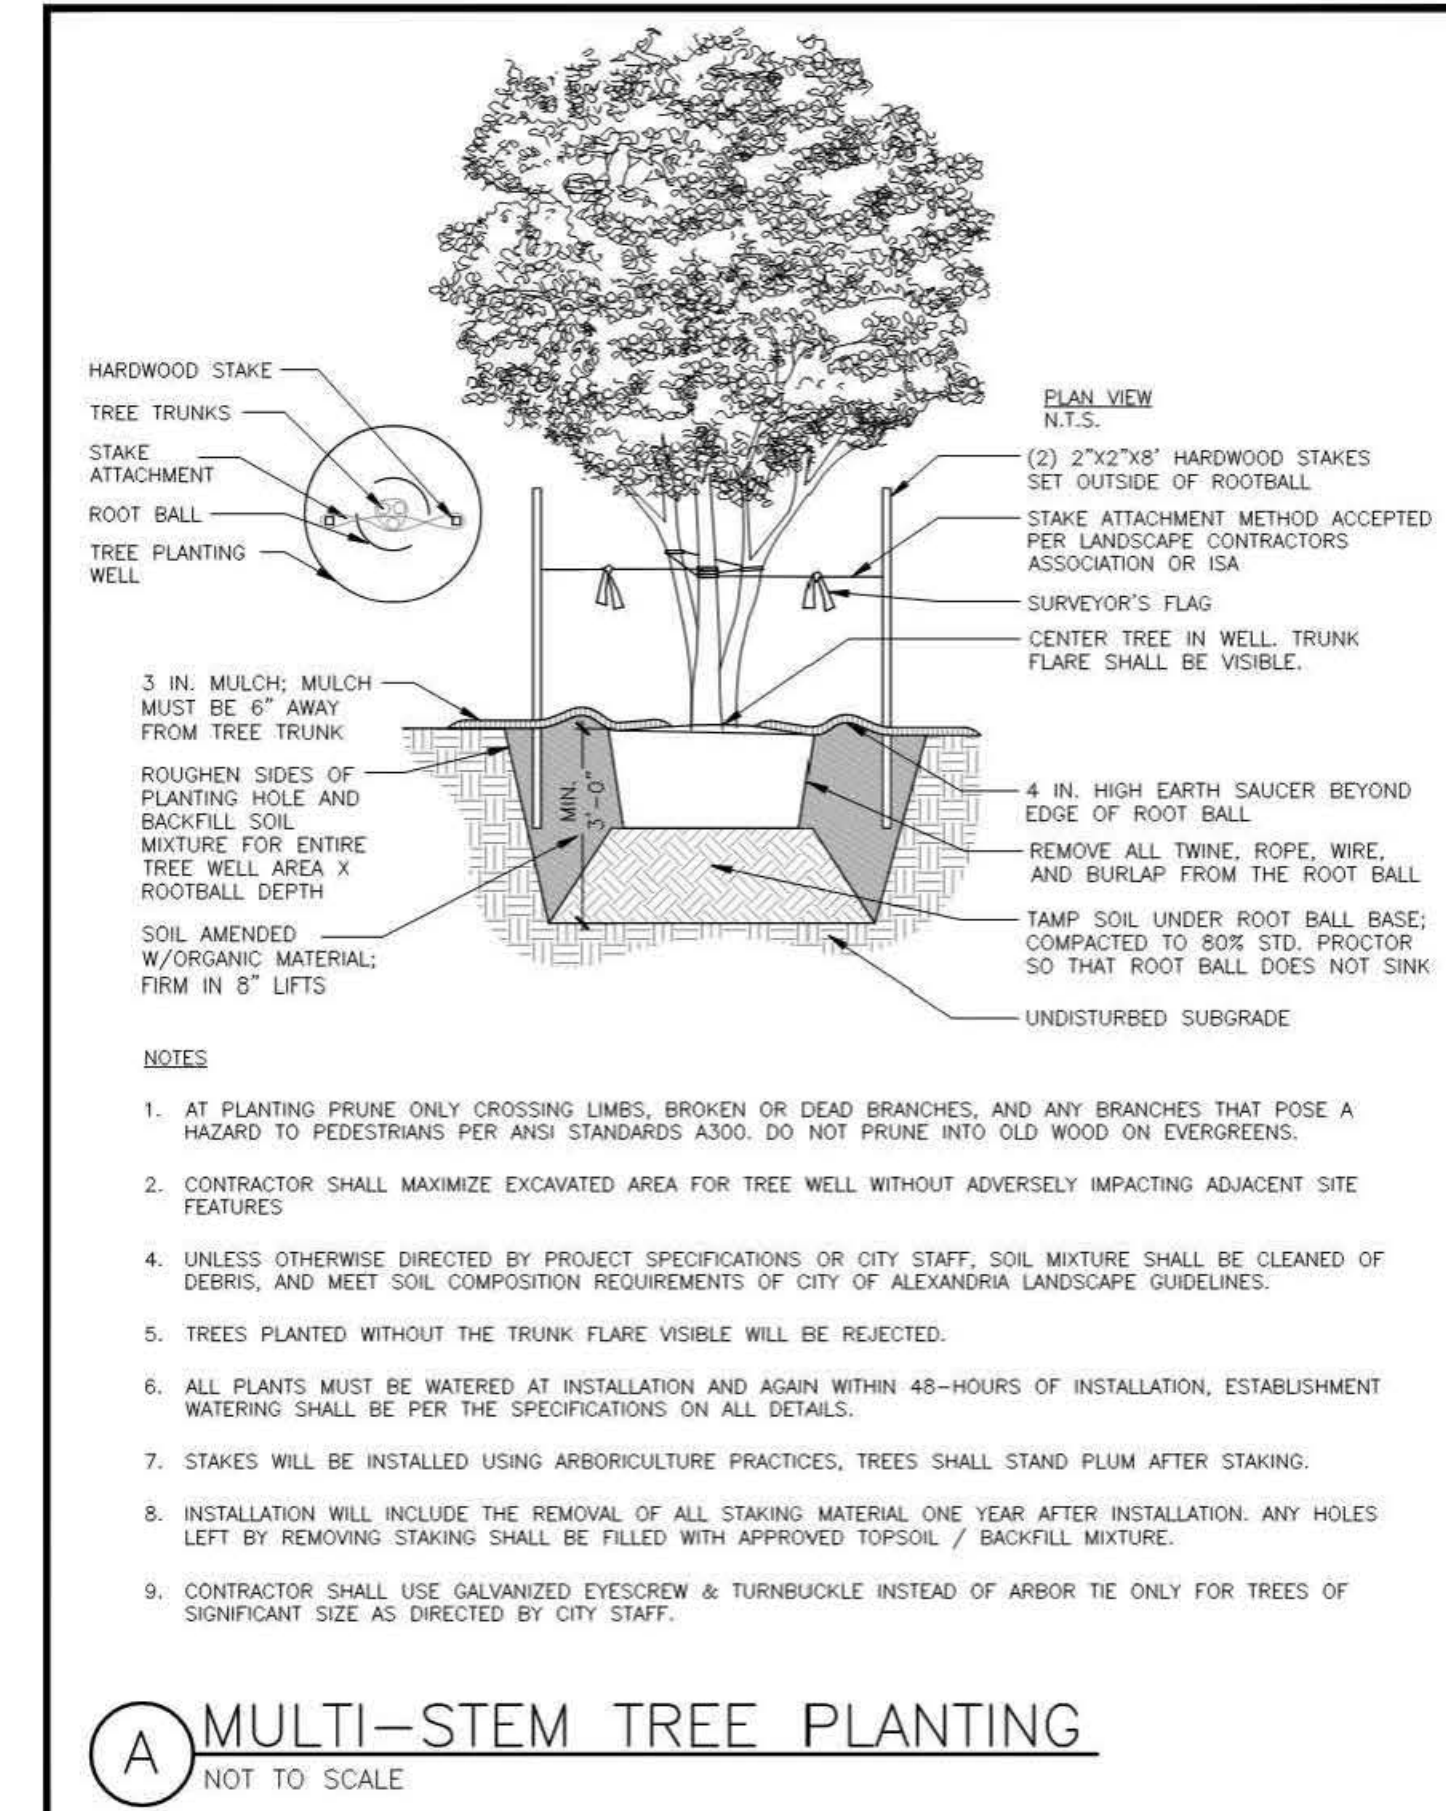 HARDWOOD STAKE
TREE TRUNKS
STAKE
ATTACHMENT
ROOT BALL
TREE PLANTING
WELL
PLAN VIEW
N.T.S.
(2) 2"X2"X8' HARDWOOD STAKES
SET OUTSIDE OF ROOTBALL
STAKE ATTACHMENT METHOD ACCEPTED
PER LANDSCAPE CONTRACTORS
ASSOCIATION OR ISA
SURVEYOR'S FLAG
CENTER TREE IN WELL. TRUNK
FLARE SHALL BE VISIBLE.
3 IN. MULCH; MULCH
MUST BE 6" AWAY
FROM TREE TRUNK
ROUGHEN SIDES OF
PLANTING HOLE AND
BACKFILL SOIL
MIXTURE FOR ENTIRE
TREE WELL AREA X
ROOTBALL DEPTH
SOIL AMENDED
W/ORGANIC MATERIAL;
FIRM IN 8" LIFTS
MIN.
3'-0"
4 IN. HIGH EARTH SAUCER BEYOND
EDGE OF ROOT BALL
REMOVE ALL TWINE, ROPE, WIRE,
AND BURLAP FROM THE ROOT BALL
TAMP SOIL UNDER ROOT BALL BASE;
COMPACTED TO 80% STD. PROCTOR
SO THAT ROOT BALL DOES NOT SINK
UNDISTURBED SUBGRADE
NOTES
1. AT PLANTING PRUNE ONLY CROSSING LIMBS, BROKEN OR DEAD BRANCHES, AND ANY BRANCHES THAT POSE A
HAZARD TO PEDESTRIANS PER ANSI STANDARDS A300. DO NOT PRUNE INTO OLD WOOD ON EVERGREENS.
2. CONTRACTOR SHALL MAXIMIZE EXCAVATED AREA FOR TREE WELL WITHOUT ADVERSELY IMPACTING ADJACENT SITE
FEATURES
4. UNLESS OTHERWISE DIRECTED BY PROJECT SPECIFICATIONS OR CITY STAFF, SOIL MIXTURE SHALL BE CLEANED OF
DEBRIS, AND MEET SOIL COMPOSITION REQUIREMENTS OF CITY OF ALEXANDRIA LANDSCAPE GUIDELINES.
5. TREES PLANTED WITHOUT THE TRUNK FLARE VISIBLE WILL BE REJECTED.
6. ALL PLANTS MUST BE WATERED AT INSTALLATION AND AGAIN WITHIN 48-HOURS OF INSTALLATION, ESTABLISHMENT
WATERING SHALL BE PER THE SPECIFICATIONS ON ALL DETAILS.
7. STAKES WILL BE INSTALLED USING ARBORICULTURE PRACTICES, TREES SHALL STAND PLUM AFTER STAKING.
8. INSTALLATION WILL INCLUDE THE REMOVAL OF ALL STAKING MATERIAL ONE YEAR AFTER INSTALLATION. ANY HOLES
LEFT BY REMOVING STAKING SHALL BE FILLED WITH APPROVED TOPSOIL / BACKFILL MIXTURE.
9. CONTRACTOR SHALL USE GALVANIZED EYESCREW & TURNBUCKLE INSTEAD OF ARBOR TIE ONLY FOR TREES OF
SIGNIFICANT SIZE AS DIRECTED BY CITY STAFF.
A
MULTI-STEM TREE PLANTING
NOT TO SCALE